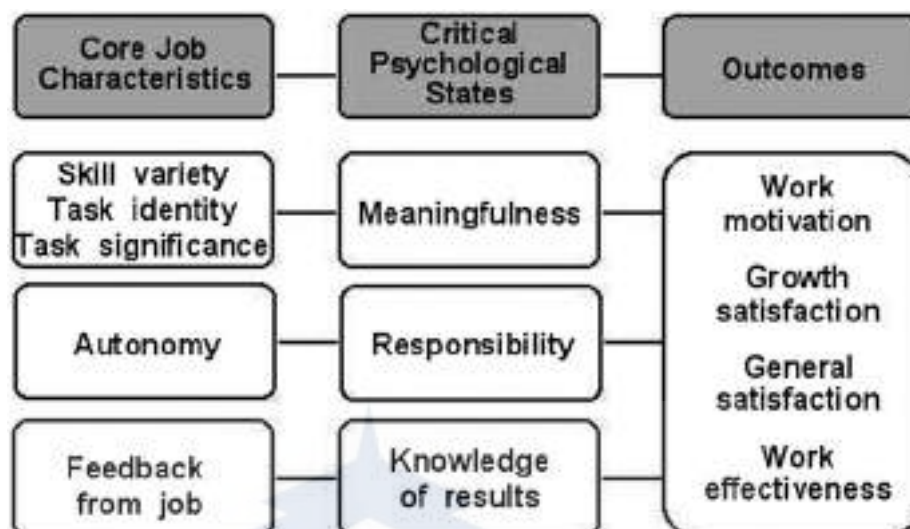 Core Job
Characteristics
Critical
Psychological
States
Outcomes
Skill variety
Task identity
Task significance
Meaningfulness
Autonomy
Responsibility
Feedback
from job
Knowledge
of results
Work
motivation
Growth
satisfaction
General
satisfaction
Work
effectiveness